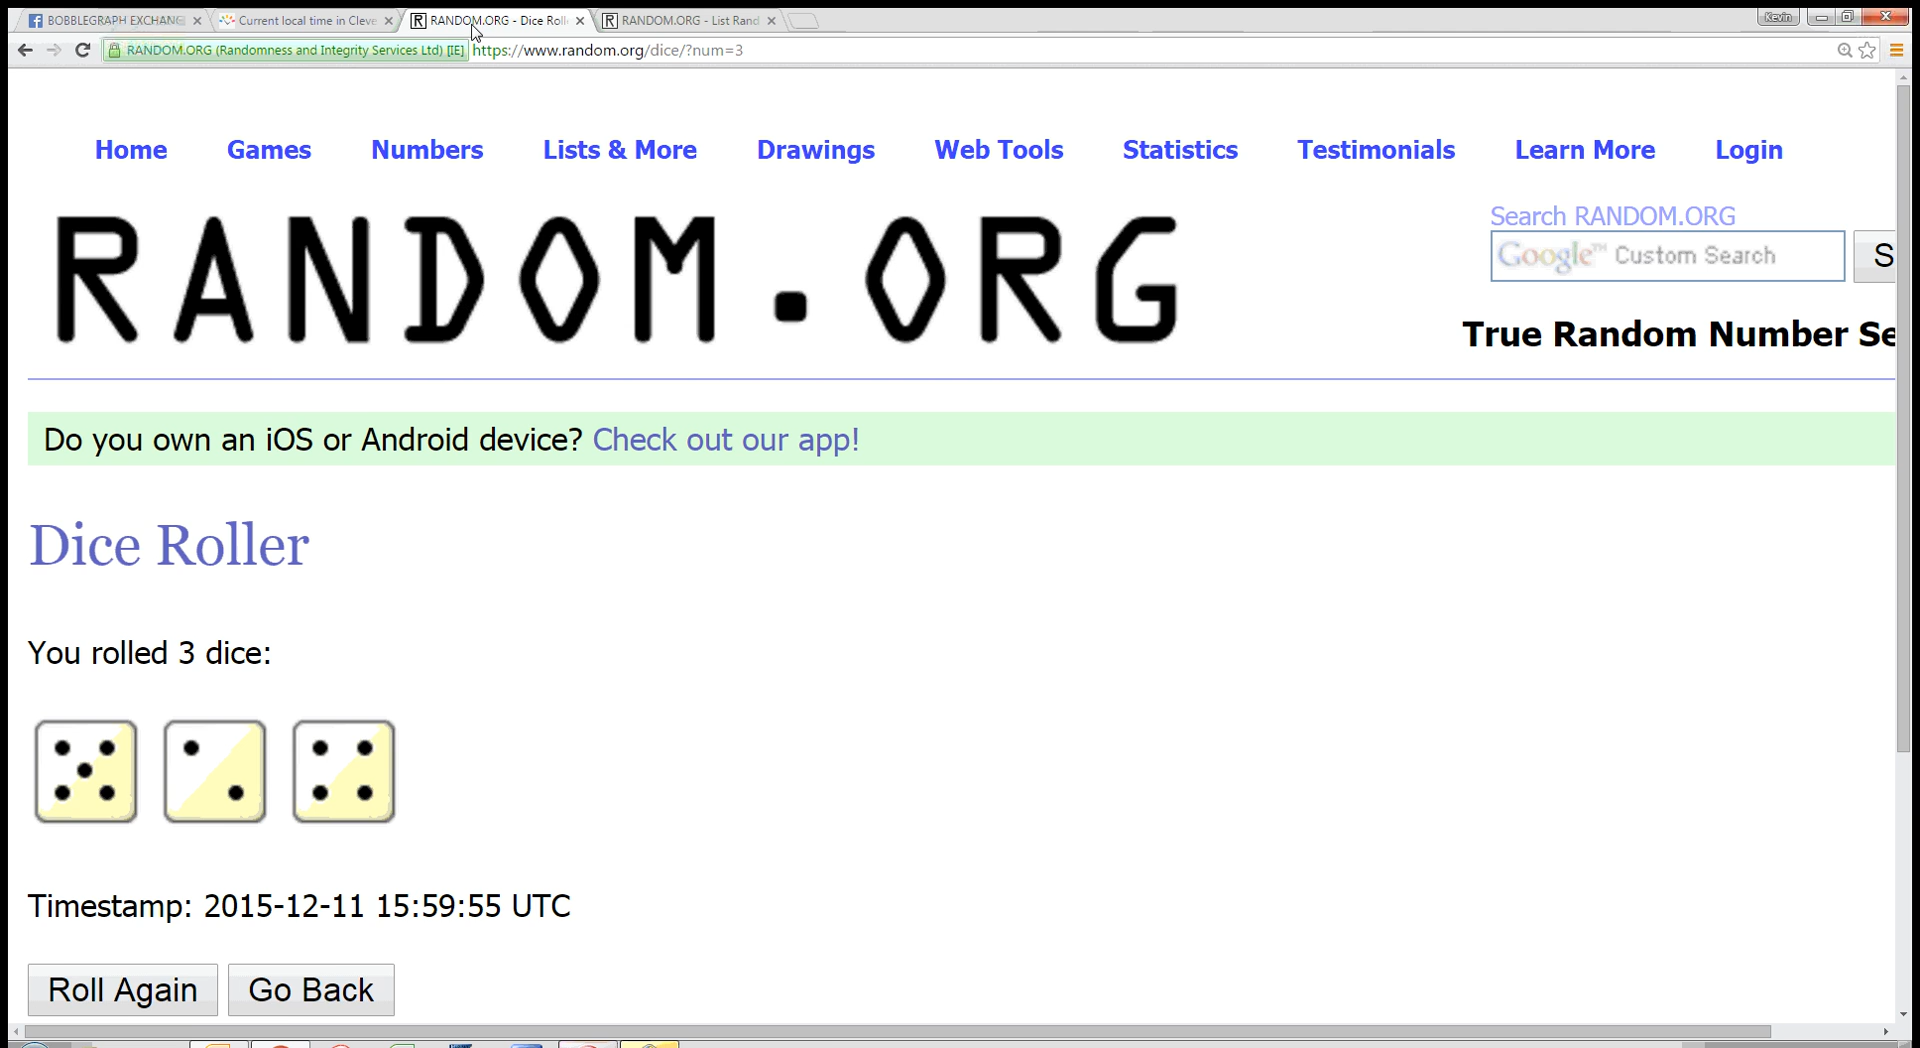 BOBBLEGRAPH EXCHANG
Current local time in Cleve
RANDOM.ORG - Dice Roll
RANDOM.ORG - List Rand
Kevin
RANDOM.ORG (Randomness and Integrity Services Ltd) [IE] https://www.random.org/dice/?num=3
Home Games Numbers Lists & More Drawings Web Tools Statistics Testimonials Learn More Login
RANDOM.ORG
Search RANDOM.ORG
Google™ Custom Search S
True Random Number Se
Do you own an iOS or Android device? Check out our app!
Dice Roller
You rolled 3 dice:
Timestamp: 2015-12-11 15:59:55 UTC
Roll Again Go Back